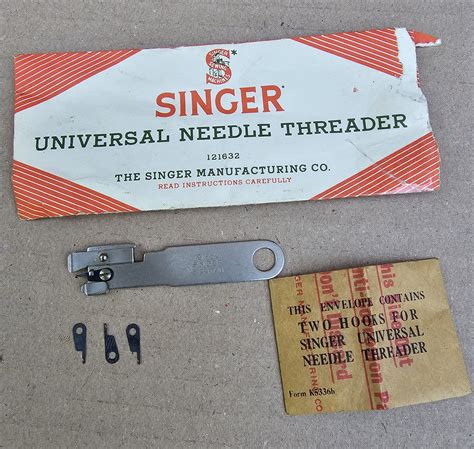 SINGER
UNIVERSAL NEEDLE THREADER
121632
THE SINGER MANUFACTURING CO.
READ INSTRUCTIONS CAREFULLY
THIS ENVELOPE CONTAINS
TWO HOOKS FOR
SINGER UNIVERSAL
NEEDLE THREADER
Form K8336b